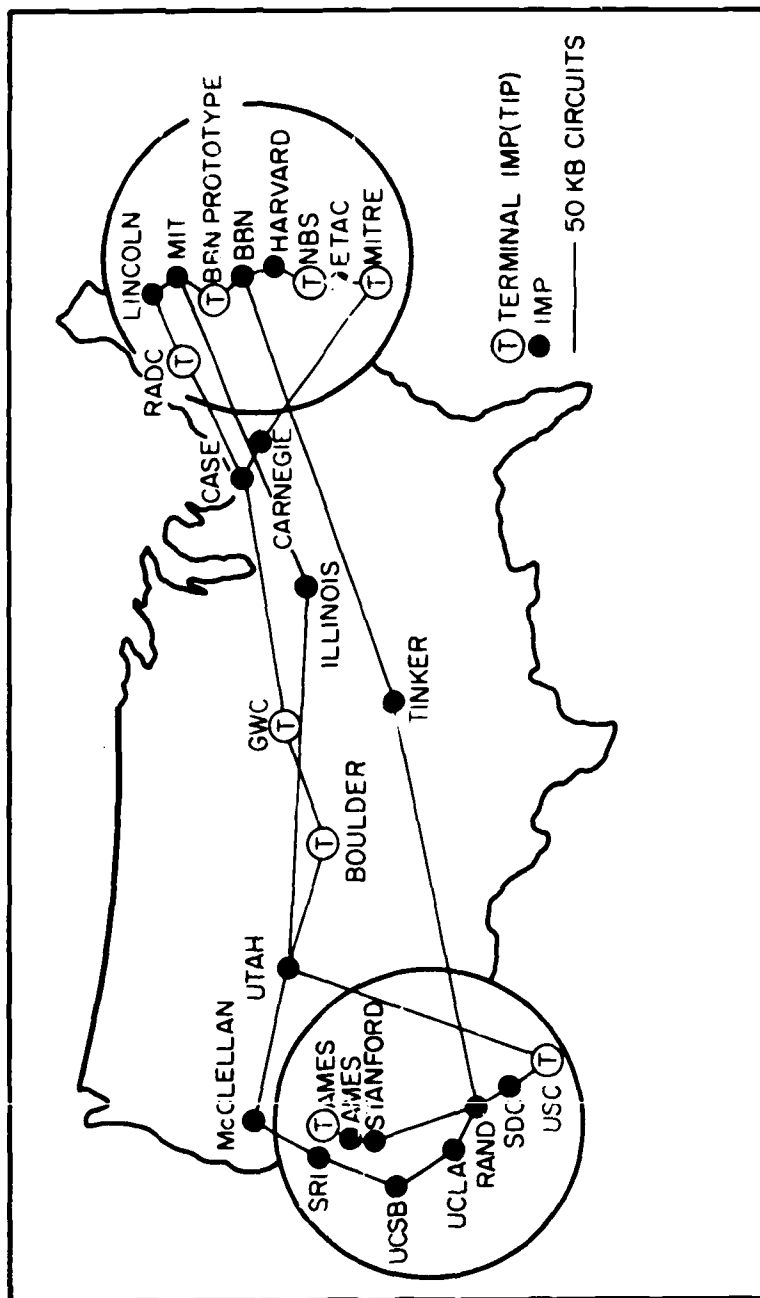 McCLELLAN
UTAH
BOULDER
GWC
CASE
RADC
LINCOLN
MIT
BBN PROTOTYPE
BBN
HARVARD
NBS
ETAC
MITRE
CARNEGIE
ILLINOIS
TINKER
SRI
T AMES
AMES
STANFORD
UCSB
UCLA
RAND
SDC
USC
T
T
T
T
T
T
T
T TERMINAL IMP(TIP)
IMP
50 KB CIRCUITS